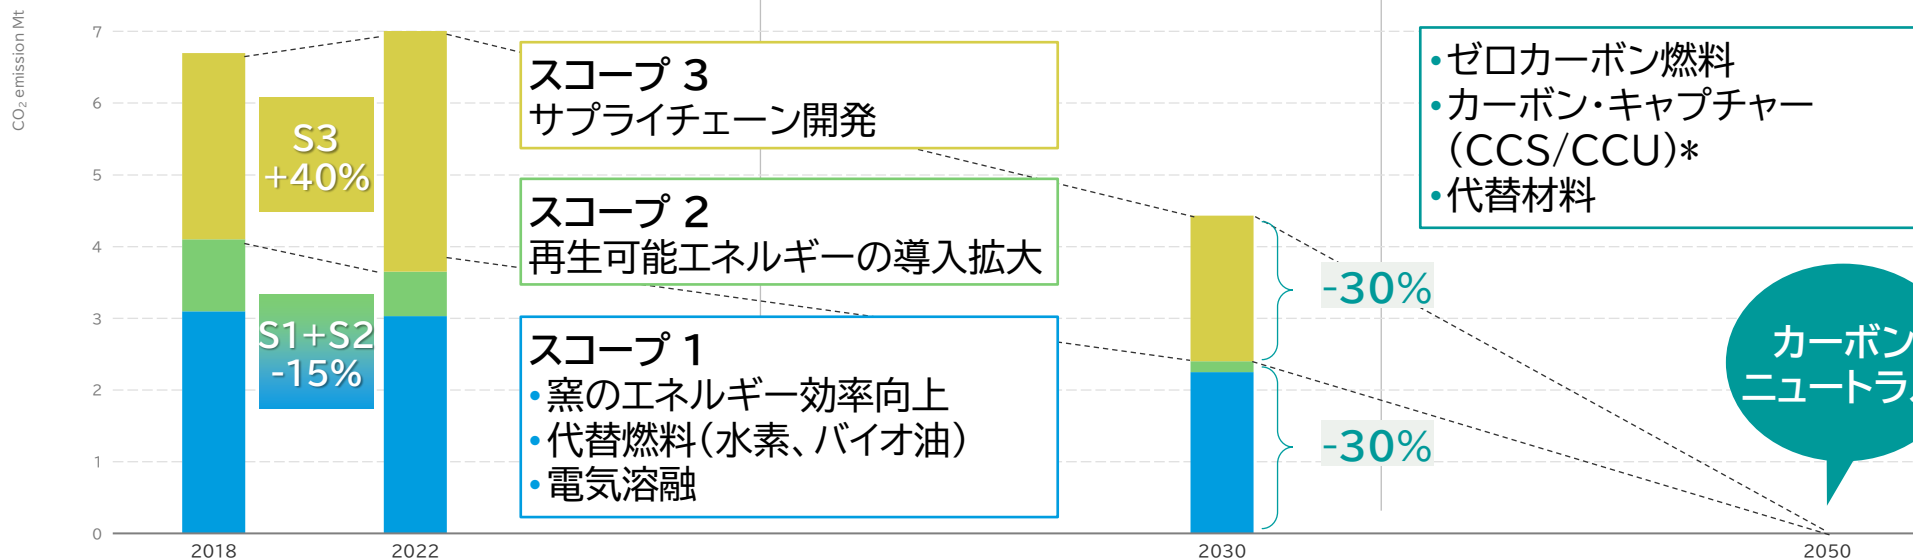 CO₂ emission Mt
7
6
5
4
3
2
1
0
S3
+40%
S1+S2
-15%
スコープ 3
サプライチェーン開発
スコープ 2
再生可能エネルギーの導入拡大
スコープ 1
•窯のエネルギー効率向上
•代替燃料(水素、バイオ油)
•電気溶融
-30%
-30%
•ゼロカーボン燃料
•カーボン・キャプチャー
(CCS/CCU)*
•代替材料
カーボン
ニュートラ
2018
2022
2030
2050